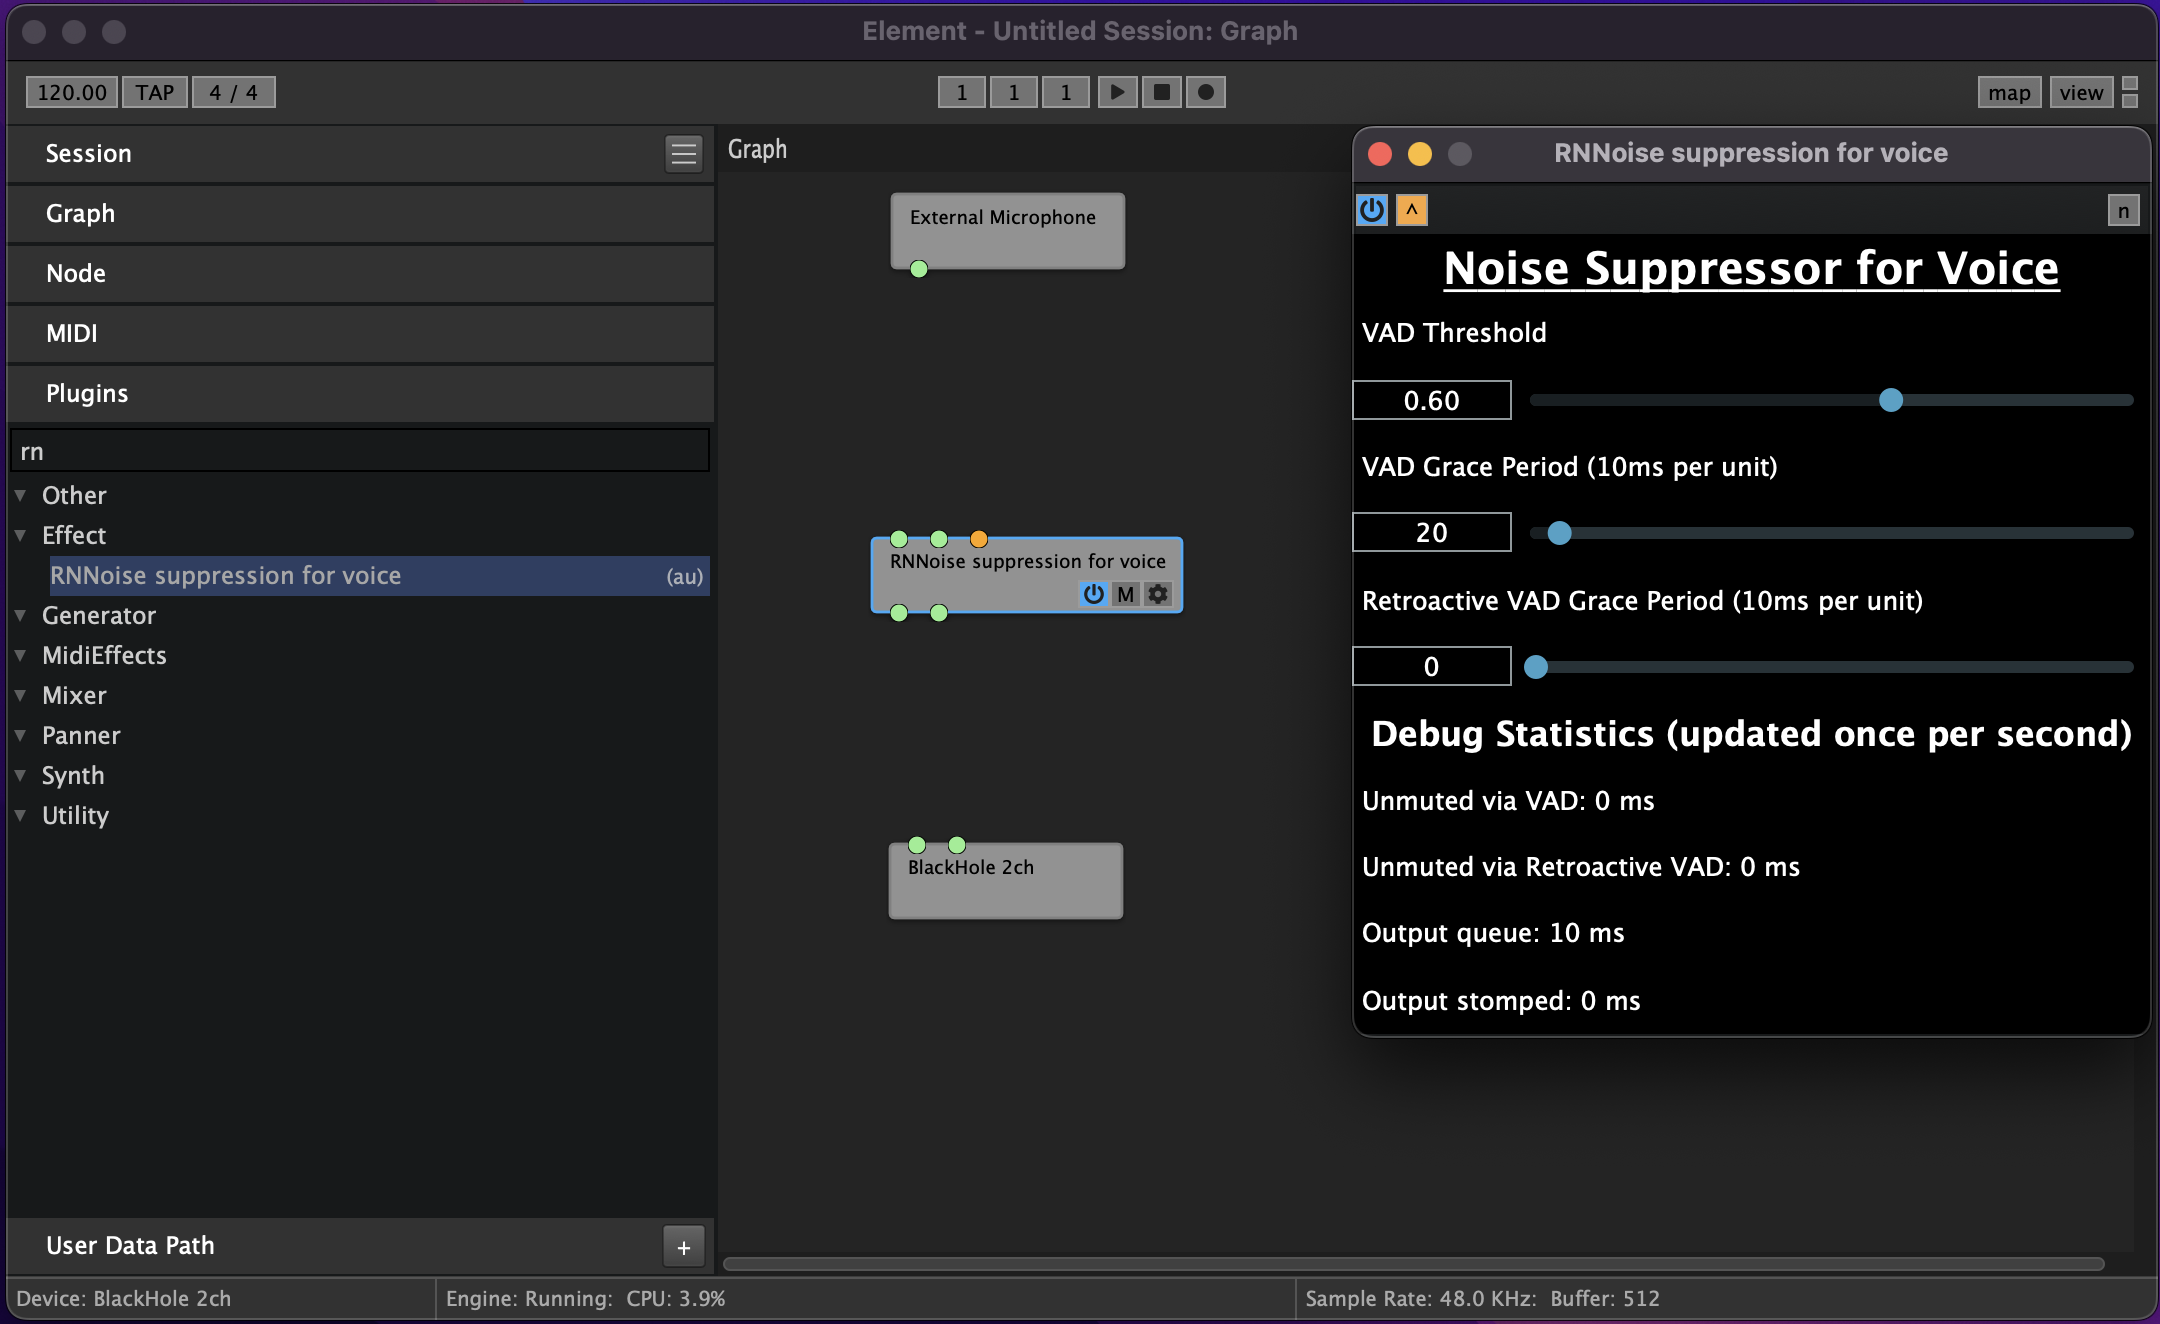 Element - Untitled Session: Graph
120.00 TAP 4 / 4 1 1 1 map view
Session
Graph
Node
MIDI
Plugins
rn
Other
Effect
RNNoise suppression for voice (au)
Generator
MidiEffects
Mixer
Panner
Synth
Utility
User Data Path +
Graph
External Microphone
RNNoise suppression for voice
M
BlackHole 2ch
RNNoise suppression for voice
^ n
Noise Suppressor for Voice
VAD Threshold
0.60
VAD Grace Period (10ms per unit)
20
Retroactive VAD Grace Period (10ms per unit)
0
Debug Statistics (updated once per second)
Unmuted via VAD: 0 ms
Unmuted via Retroactive VAD: 0 ms
Output queue: 10 ms
Output stomped: 0 ms
Device: BlackHole 2ch Engine: Running: CPU: 3.9% Sample Rate: 48.0 KHz: Buffer: 512